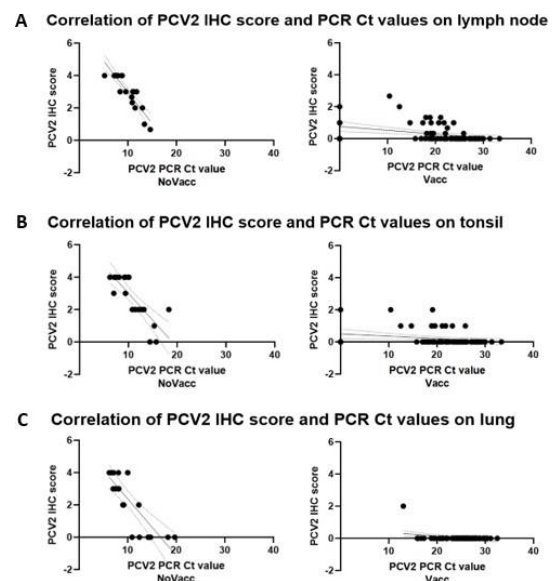 A Correlation of PCV2 IHC score and PCR Ct values on lymph node
PCV2 IHC score
6
4
2
0
-2
10 20 30 40
PCV2 PCR Ct value
NoVacc
PCV2 IHC score
6
4
2
0
-2
10 20 30 40
PCV2 PCR Ct value
Vacc
B Correlation of PCV2 IHC score and PCR Ct values on tonsil
PCV2 IHC score
6
4
2
0
-2
10 20 30 40
PCV2 PCR Ct value
NoVacc
PCV2 IHC score
6
4
2
0
-2
10 20 30 40
PCV2 PCR Ct value
Vacc
C Correlation of PCV2 IHC score and PCR Ct values on lung
PCV2 IHC score
6
4
2
0
-2
10 20 30 40
PCV2 PCR Ct value
NoVacc
PCV2 IHC score
6
4
2
0
-2
10 20 30 40
PCV2 PCR Ct value
Vacc